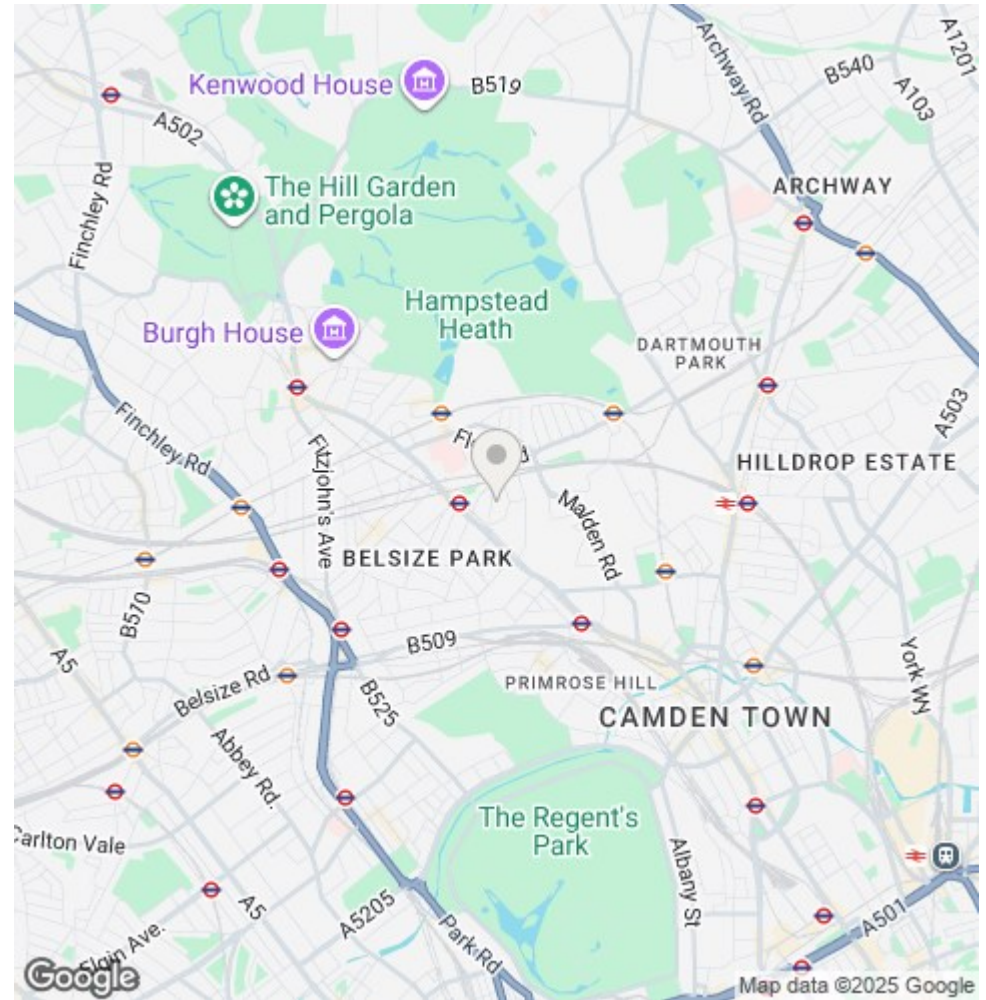 Kenwood House
B519
Archway Rd
B540
A1201
A103
A502
Finchley Rd
The Hill Garden
and Pergola
ARCHWAY
Hampstead
Heath
Burgh House
DARTMOUTH
PARK
A503
Finchley Rd
Fitzjohn's Ave
HILLDROP ESTATE
Malden Rd
BELSIZE PARK
B510
B509
A5
Belsize Rd
B525
PRIMROSE HILL
York Wy
CAMDEN TOWN
Abbey Rd.
The Regent's
Park
Carlton Vale
Albany St
A5
A5205
Elgin Ave.
Park Rd
A501
Google
Map data ©2025 Google